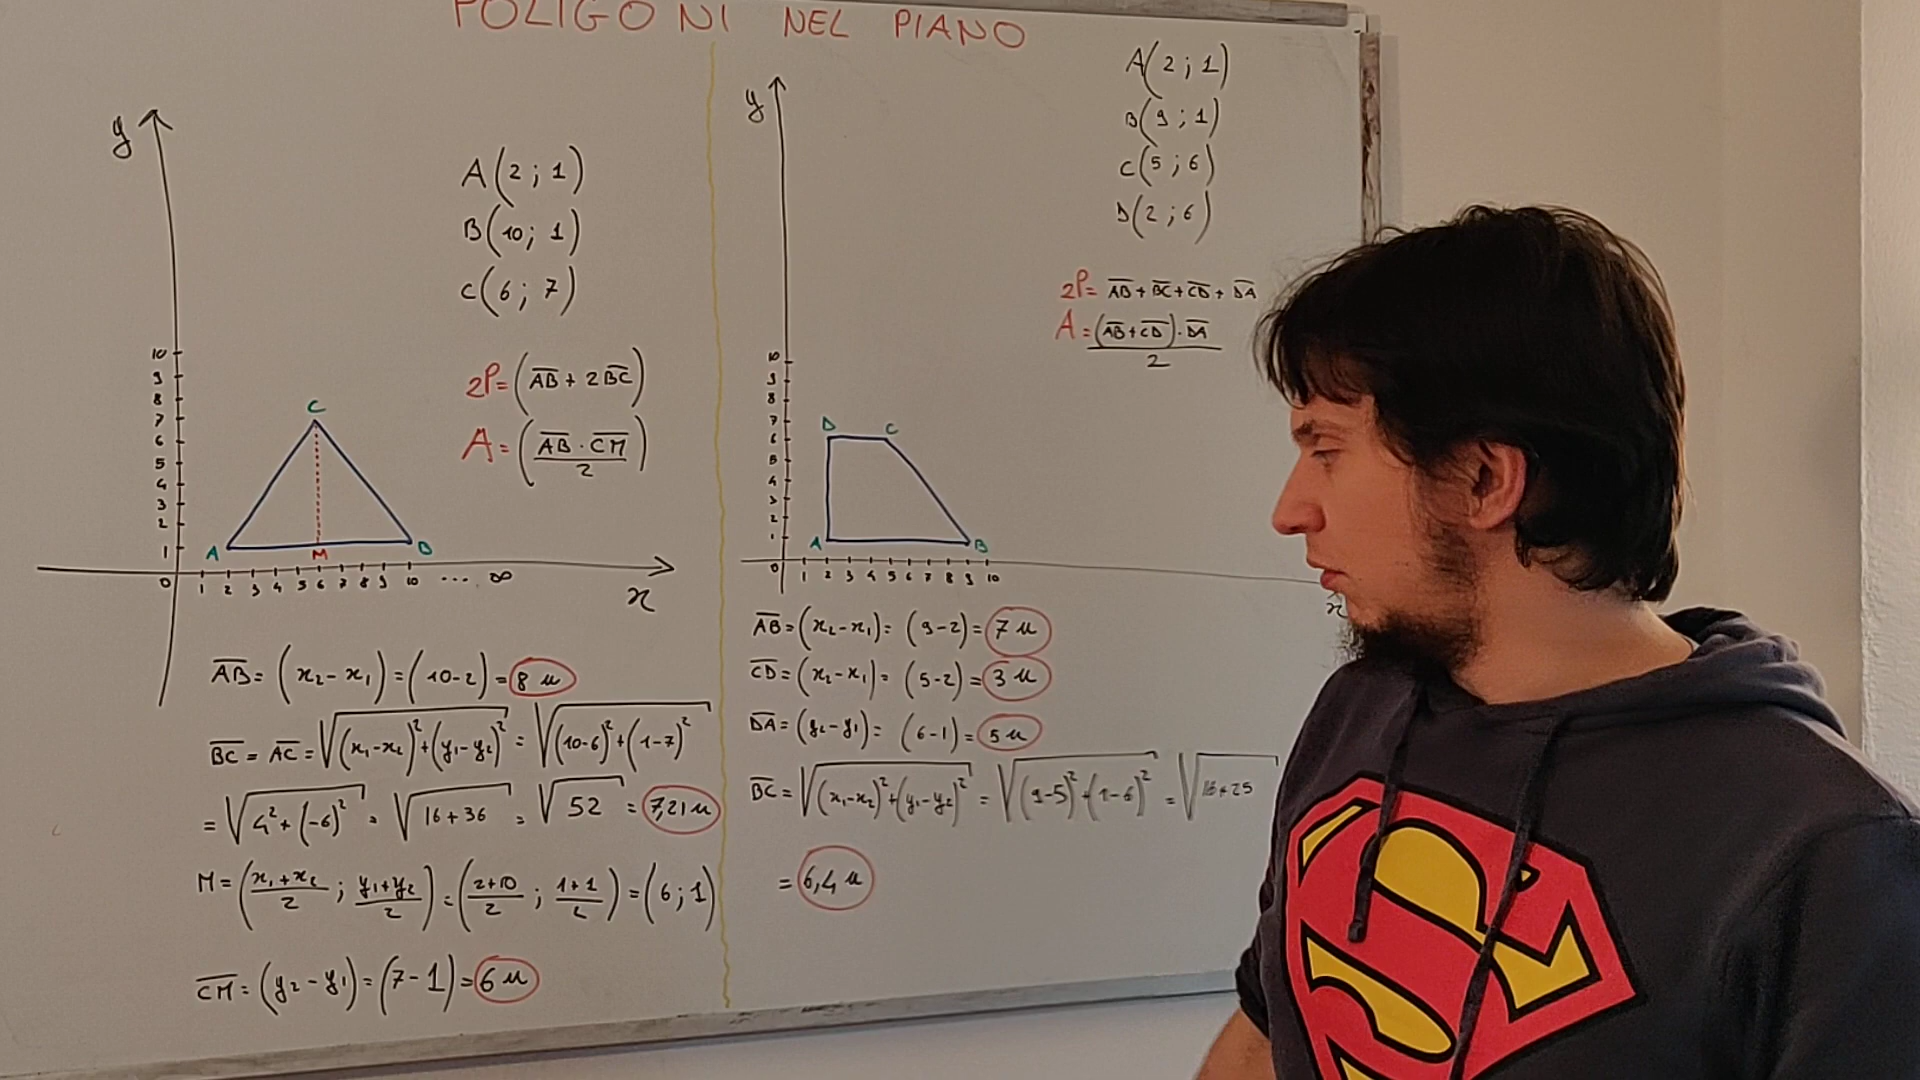 POLIGONI NEL PIANO
y
A(2 ; 1)
B(10; 1)
C(6 ; 7)
2P= (AB + 2BC)
A = (AB · CM / 2)
10
9
8
7
6
5
4
3
2
1
C
A
M
B
0 1 2 3 4 5 6 7 8 9 10 ... ∞
x
AB = (x₂ - x₁) = (10-2) = 8 u
BC = AC = √(x₁-x₂)² + (y₁-y₂)² = √(10-6)² + (1-7)²
= √4² + (-6)² = √16+36 = √52 = 7,21 u
M = (x₁+x₂ / 2 ; y₁+y₂ / 2) = (2+10 / 2 ; 1+1 / 2) = (6 ; 1)
CM = (y₂ - y₁) = (7-1) = 6 u
y
A(2 ; 1)
B(9 ; 1)
C(5 ; 6)
D(2 ; 6)
2P= AB + BC + CD + DA
A = (AB + CD) · DA / 2
10
9
8
7
6
5
4
3
2
1
D
C
A
B
0 1 2 3 4 5 6 7 8 9 10
x
AB = (x₂ - x₁) = (9-2) = 7 u
CD = (x₂ - x₁) = (5-2) = 3 u
DA = (y₂ - y₁) = (6-1) = 5 u
BC = √(x₁-x₂)² + (y₁-y₂)² = √(9-5)² + (1-6)² = √16+25
= 6,4 u
S